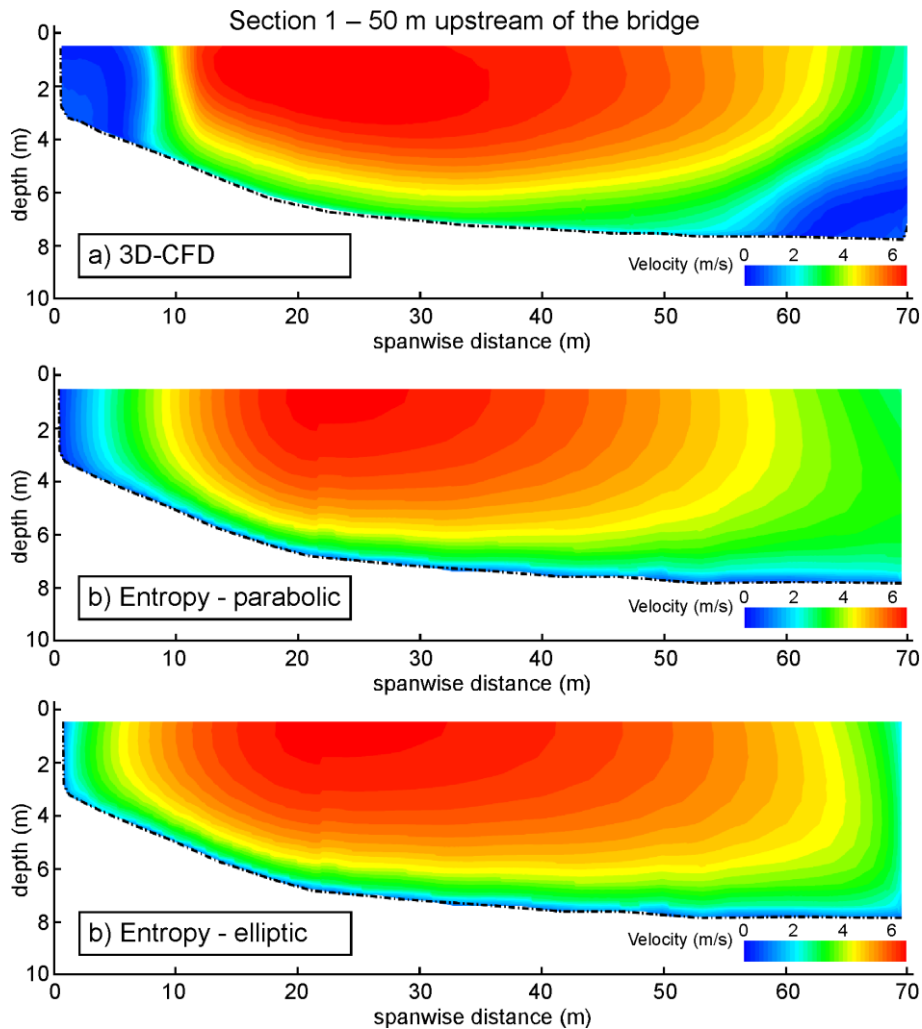 Section 1 – 50 m upstream of the bridge
0
2
4
6
8
10
depth (m)
a) 3D-CFD
Velocity (m/s)
0 2 4 6
0 10 20 30 40 50 60 70
spanwise distance (m)
0
2
4
6
8
10
depth (m)
b) Entropy - parabolic
Velocity (m/s)
0 2 4 6
0 10 20 30 40 50 60 70
spanwise distance (m)
0
2
4
6
8
10
depth (m)
b) Entropy - elliptic
Velocity (m/s)
0 2 4 6
0 10 20 30 40 50 60 70
spanwise distance (m)